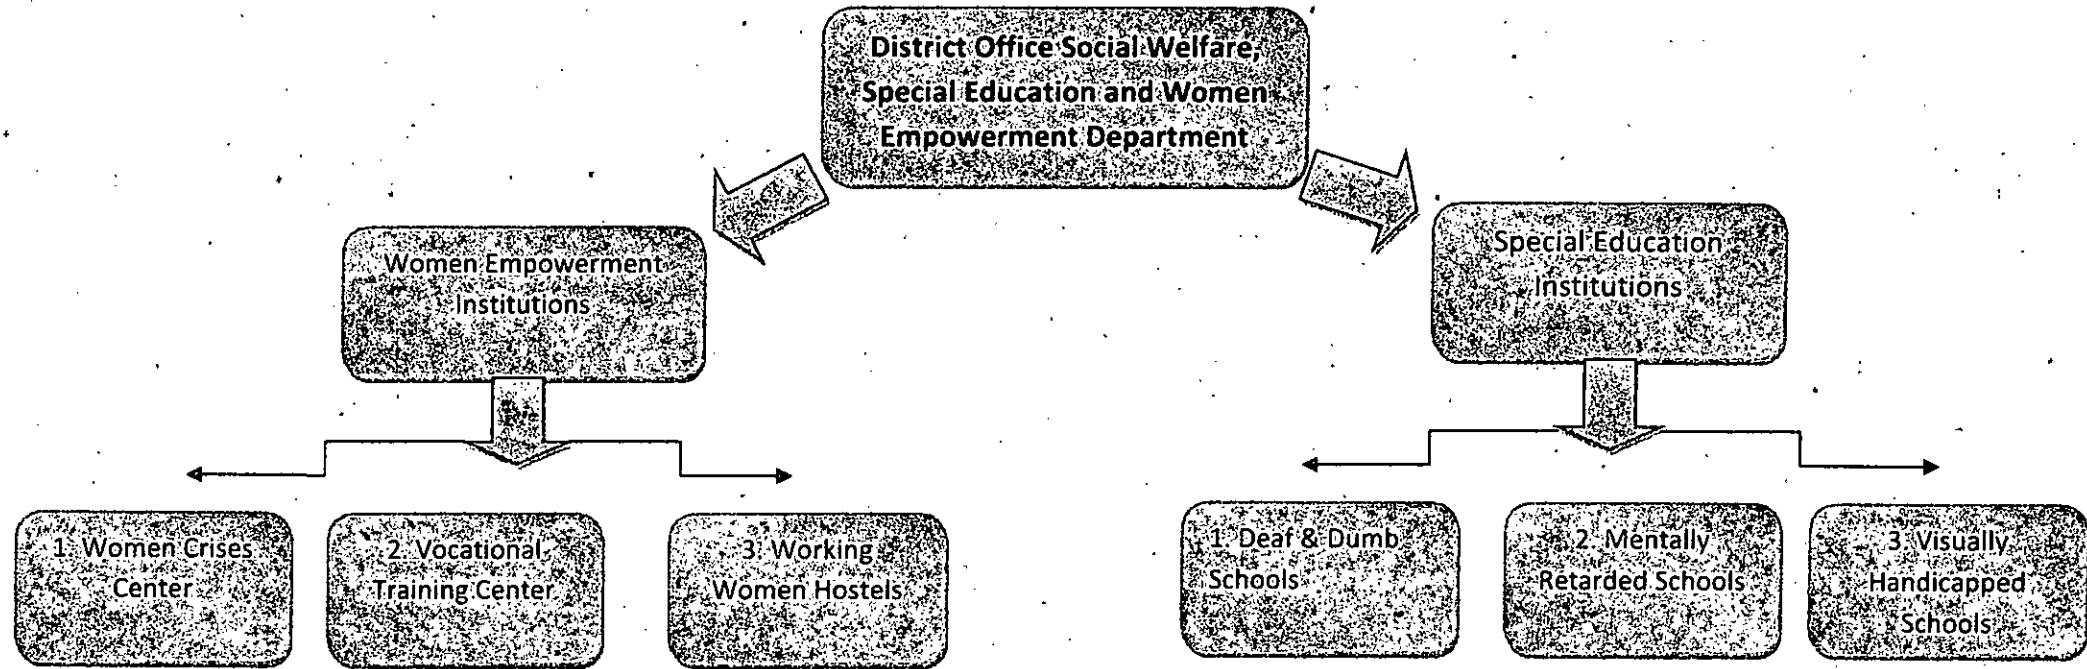 District Office Social Welfare,
Special Education and Women
Empowerment Department
Women Empowerment
Institutions
Special Education
Institutions
1. Women Crises
Center
2. Vocational
Training Center
3. Working
Women Hostels
1. Deaf & Dumb
Schools
2. Mentally
Retarded Schools
3. Visually
Handicapped
Schools